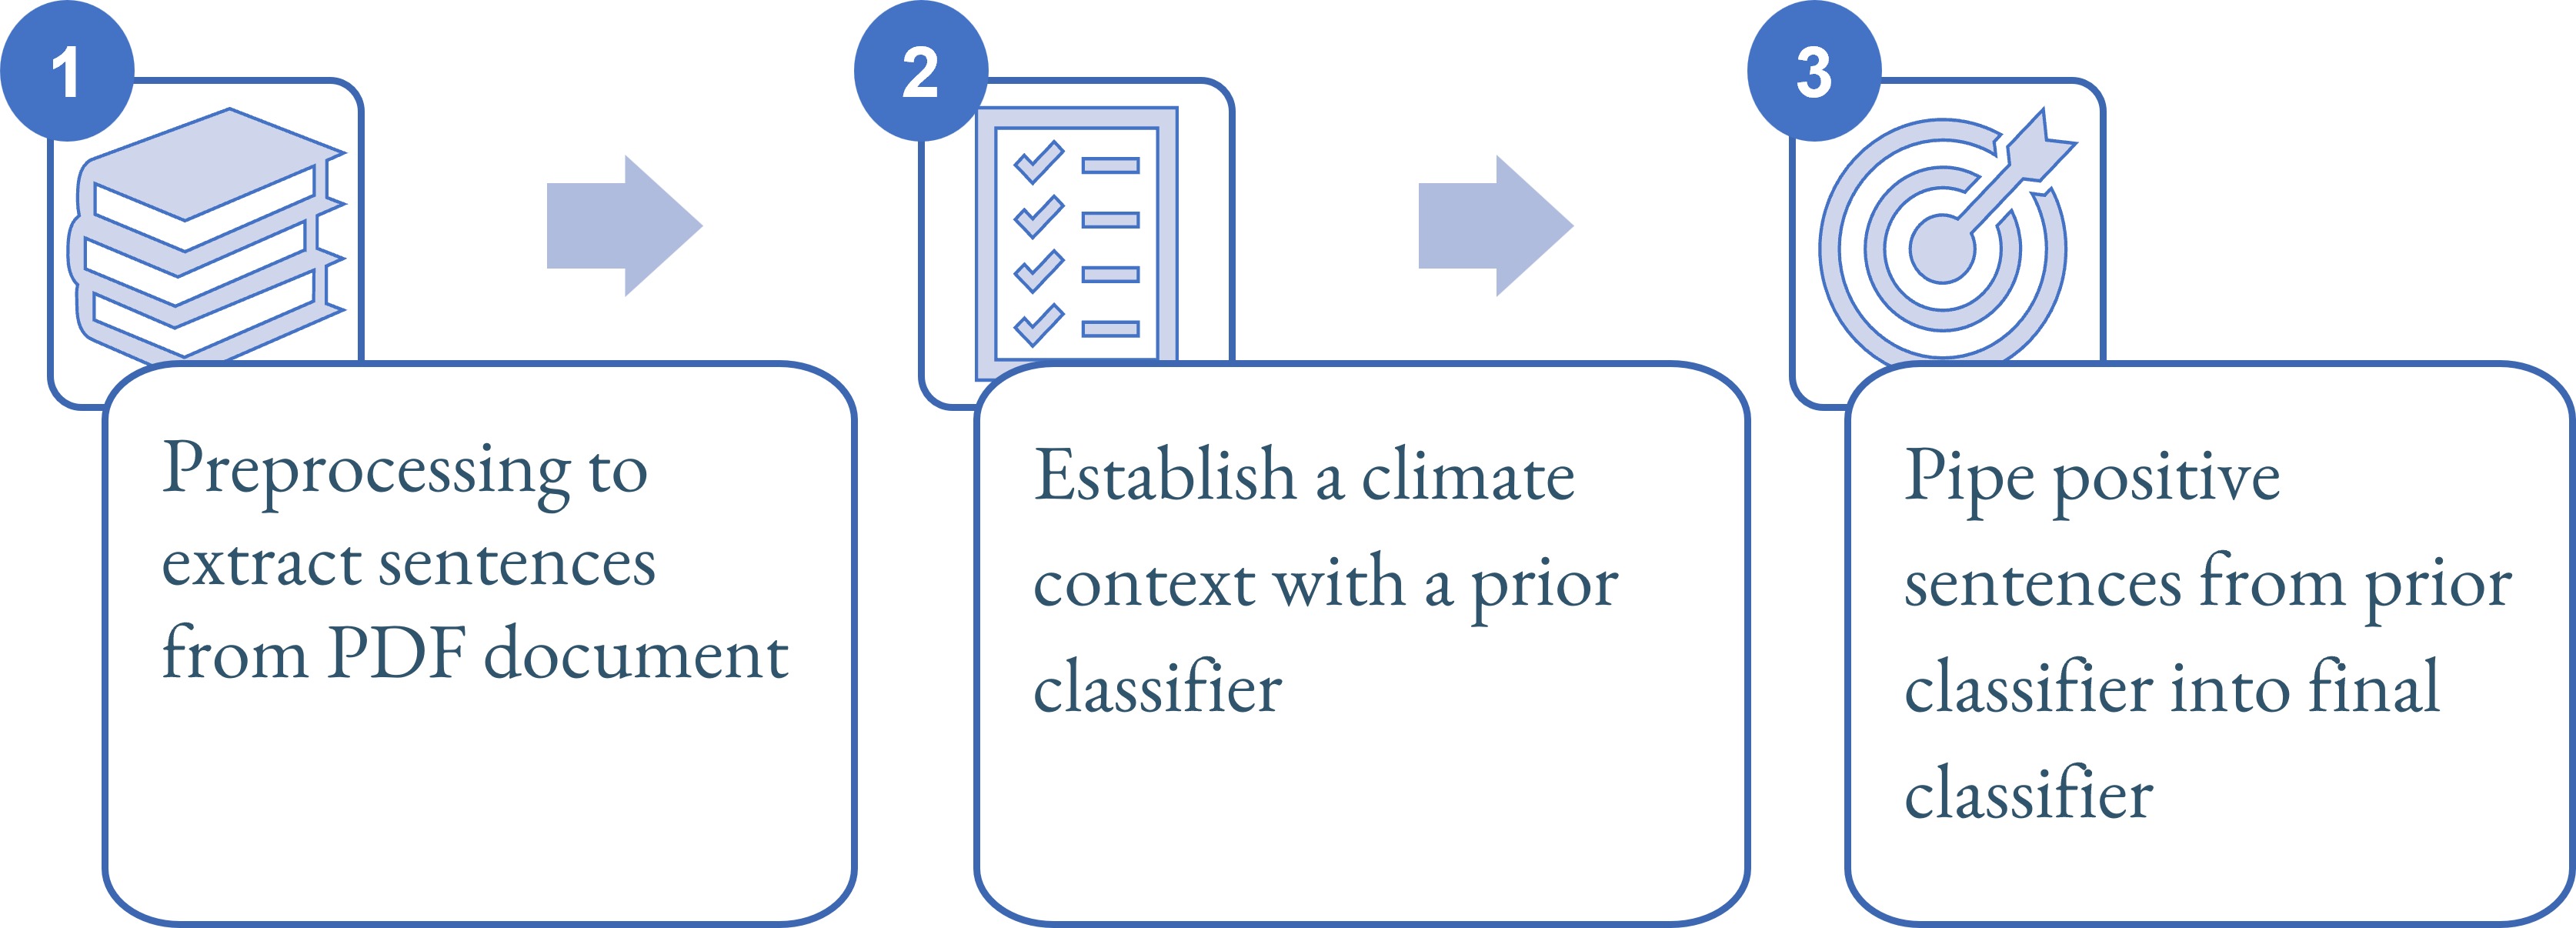 1
Preprocessing to
extract sentences
from PDF document
2
Establish a climate
context with a prior
classifier
3
Pipe positive
sentences from prior
classifier into final
classifier